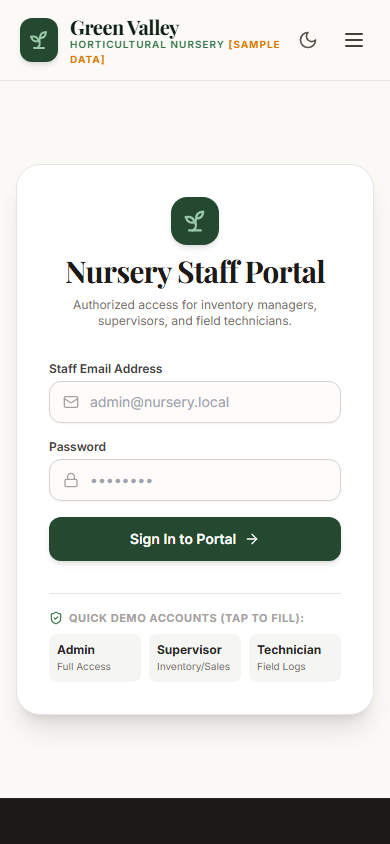 Green Valley
HORTICULTURAL NURSERY [SAMPLE
DATA]
Nursery Staff Portal
Authorized access for inventory managers,
supervisors, and field technicians.
Staff Email Address
admin@nursery.local
Password
••••••••
Sign In to Portal →
QUICK DEMO ACCOUNTS (TAP TO FILL):
Admin
Full Access
Supervisor
Inventory/Sales
Technician
Field Logs